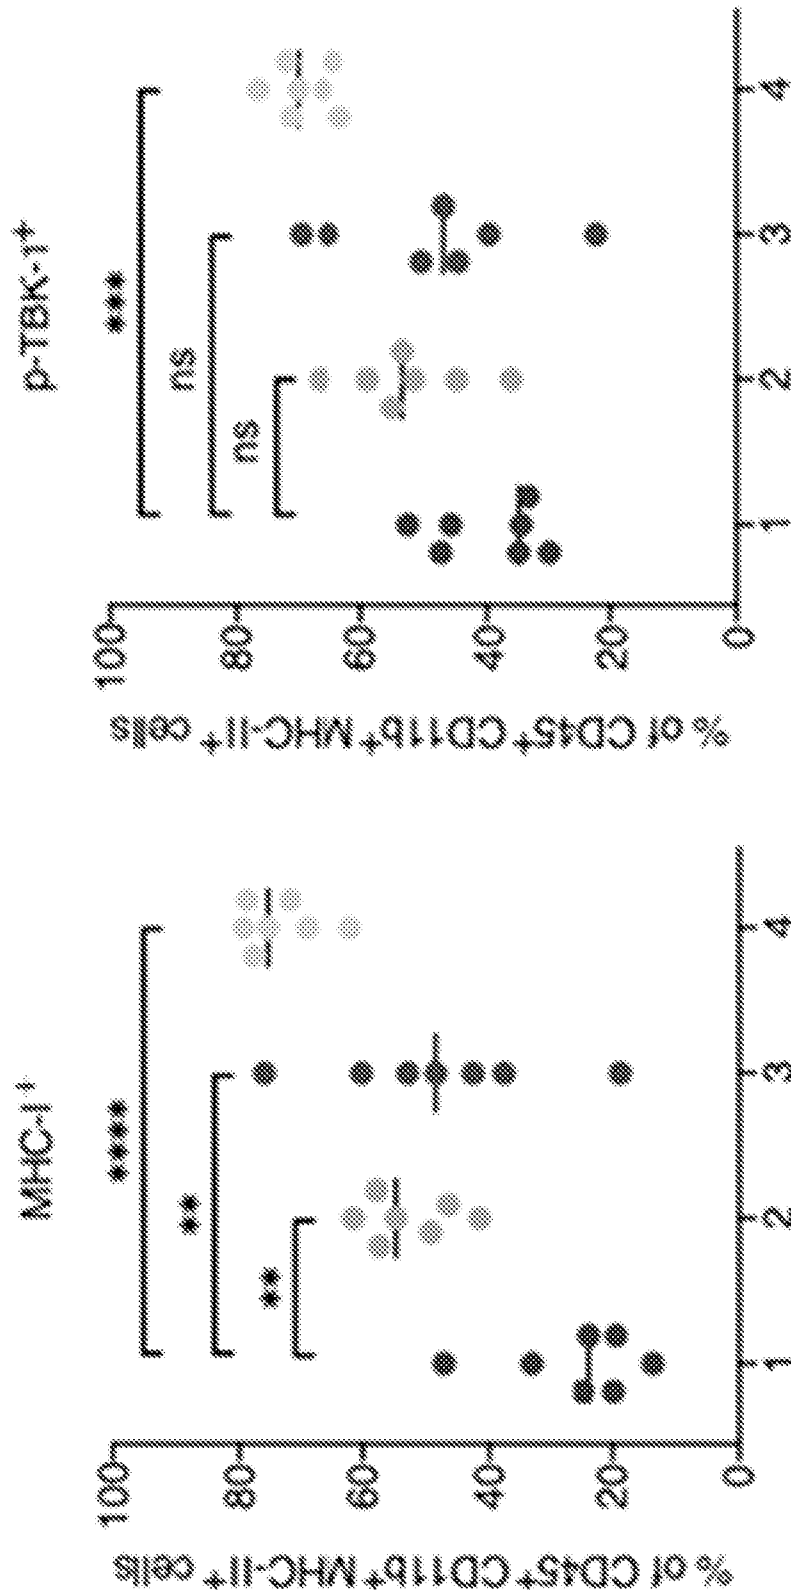 MHC-I+
****
**
**
100
80
60
40
20
0
% of CD45+CD11b+MHC-II+ cells
1 2 3 4
p-TBK-1+
***
ns
ns
100
80
60
40
20
0
% of CD45+CD11b+MHC-II+ cells
1 2 3 4